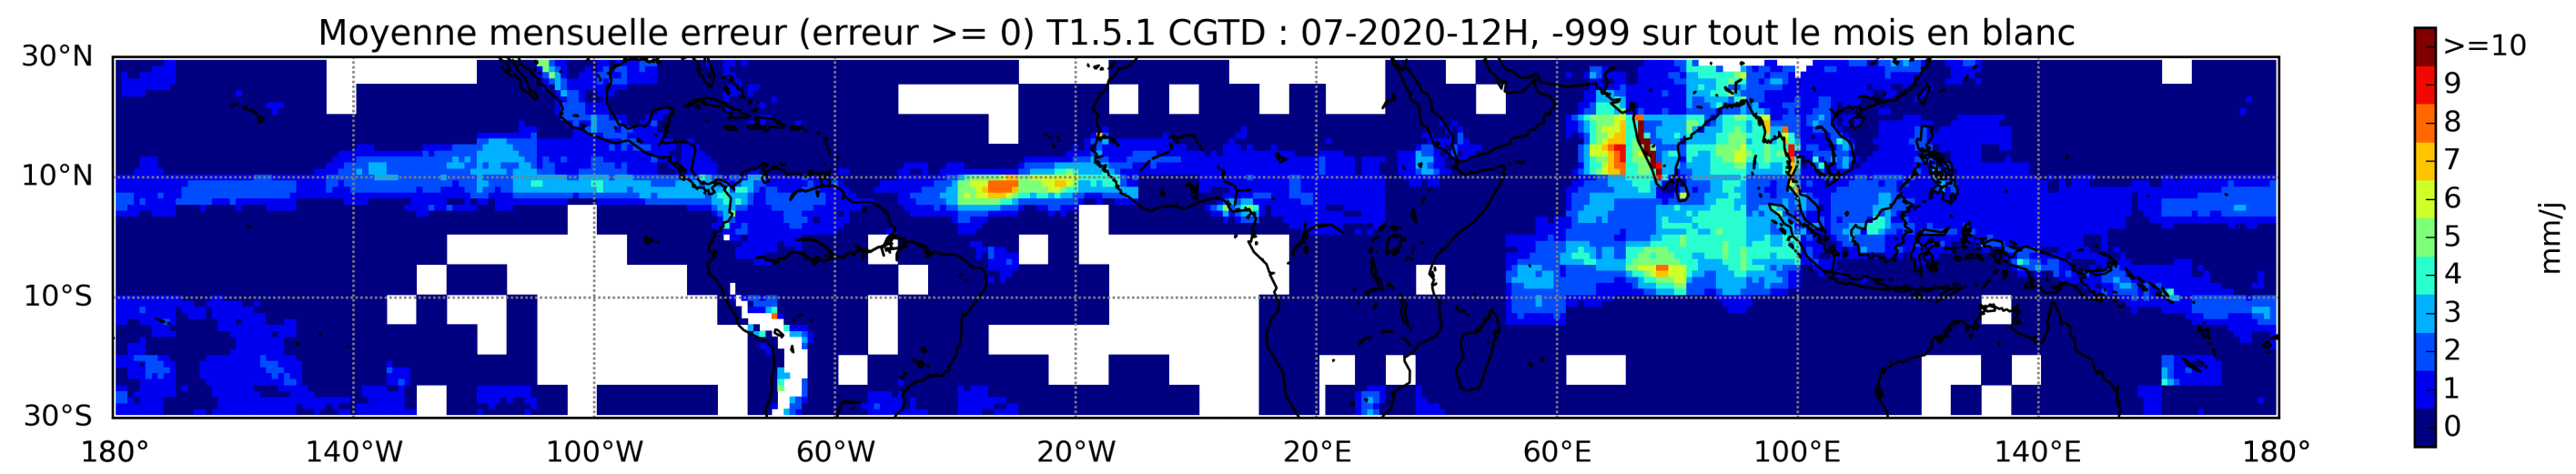 Moyenne mensuelle erreur (erreur >= 0) T1.5.1 CGTD : 07-2020-12H, -999 sur tout le mois en blanc
30°N
10°N
10°S
30°S
180° 140°W 100°W 60°W 20°W 20°E 60°E 100°E 140°E 180°
>=10
9
8
7
6
5
4
3
2
1
0
mm/j